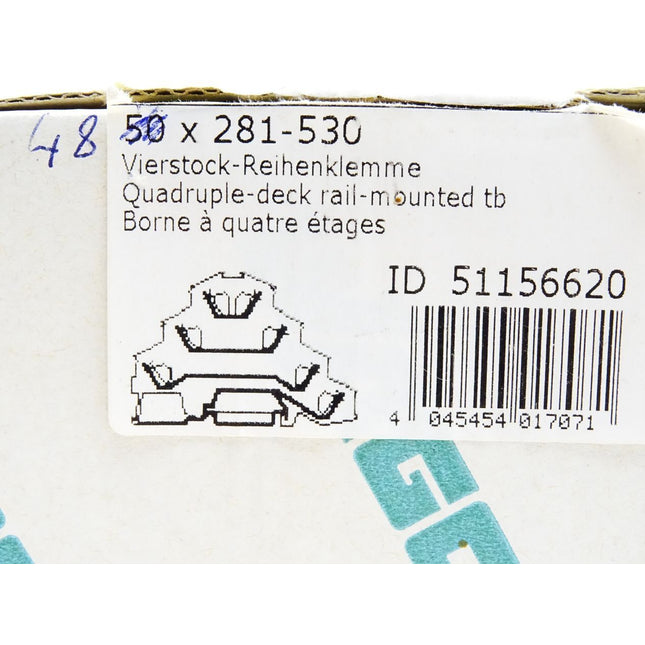 48 50 x 281-530
Vierstock-Reihenklemme
Quadruple-deck rail-mounted tb
Borne à quatre étages
ID 51156620
4 045454 017071
GO